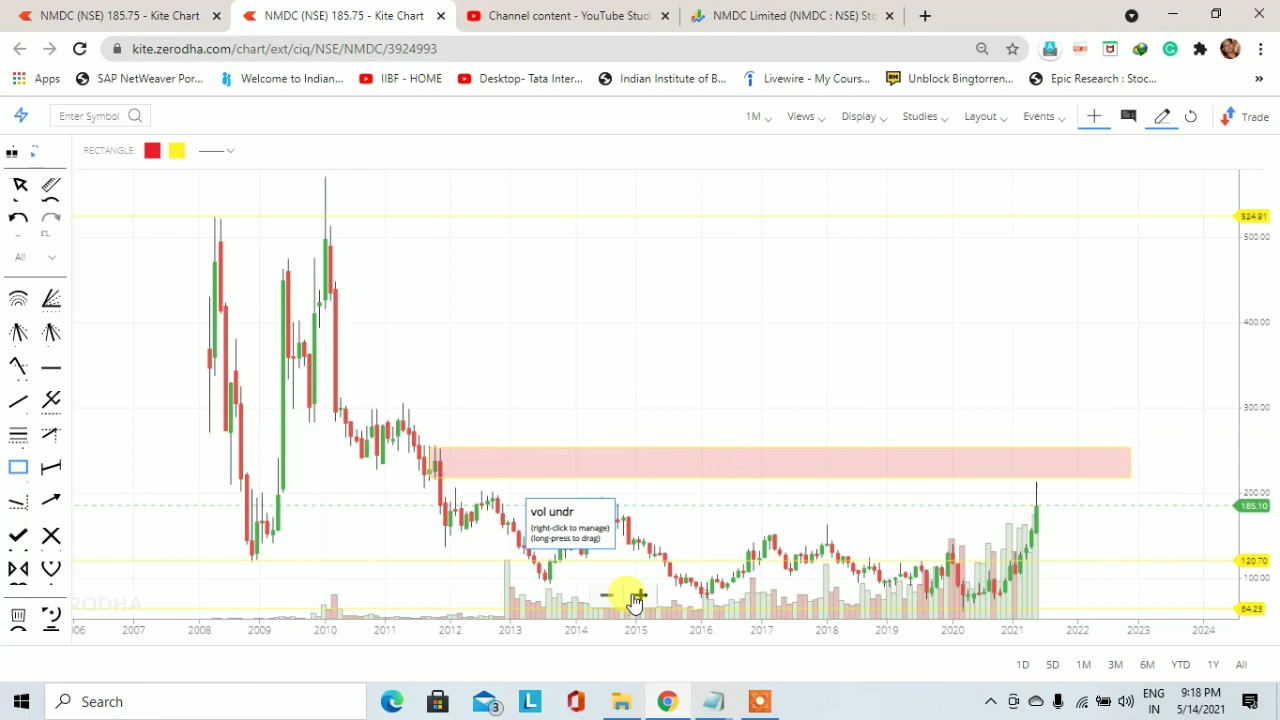 NMDC (NSE) 185.75 - Kite Chart
NMDC (NSE) 185.75 - Kite Chart
Channel content - YouTube Studi
NMDC Limited (NMDC : NSE) Sto
kite.zerodha.com/chart/ext/ciq/NSE/NMDC/3924993
Apps
SAP NetWeaver Por...
Welcome to Indian...
IIBF - HOME
Desktop- Tata Inter...
Indian Institute of B...
Livewire - My Cours...
Unblock Bingtorren...
Epic Research : Stoc...
»
Enter Symbol
1M
Views
Display
Studies
Layout
Events
Trade
RECTANGLE:
All
524.91
500.00
400.00
300.00
200.00
185.10
120.70
100.00
64.23
vol undr
(right-click to manage)
(long-press to drag)
RODHA
06
2007
2008
2009
2010
2011
2012
2013
2014
2015
2016
2017
2018
2019
2020
2021
2022
2023
2024
1D
5D
1M
3M
6M
YTD
1Y
All
Search
3
ENG
IN
9:18 PM
5/14/2021